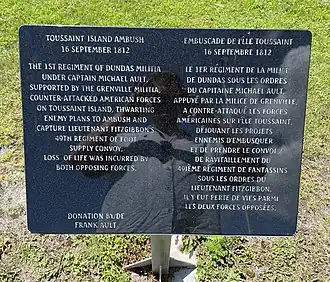 TOUSSAINT ISLAND AMBUSH
16 SEPTEMBER 1812
THE 1ST REGIMENT OF DUNDAS MILITIA
UNDER CAPTAIN MICHAEL AULT,
SUPPORTED BY THE GRENVILLE MILITIA,
COUNTER-ATTACKED AMERICAN FORCES
ON TOUSSAINT ISLAND, THWARTING
ENEMY PLANS TO AMBUSH AND
CAPTURE LIEUTENANT FITZGIBBON'S
49TH REGIMENT OF FOOT
SUPPLY CONVOY.
LOSS OF LIFE WAS INCURRED BY
BOTH OPPOSING FORCES.
DONATION BY/DE
FRANK AULT
EMBUSCADE DE L'ÎLE TOUSSAINT
16 SEPTEMBRE 1812
LE 1ER RÉGIMENT DE LA MILICE
DE DUNDAS SOUS LES ORDRES
DU CAPITAINE MICHAEL AULT,
APPUYÉ PAR LA MILICE DE GRENVILLE,
A CONTRE-ATTAQUÉ LES FORCES
AMÉRICAINES SUR L'ÎLE TOUSSAINT,
DÉJOUANT LES PROJETS
ENNEMIS D'EMBUSQUER
ET DE PRENDRE LE CONVOI
DE RAVITAILLEMENT DU
49IÈME RÉGIMENT DE FANTASSINS
SOUS LES ORDRES DU
LIEUTENANT FITZGIBBON.
IL Y EUT PERTE DE VIES PARMI
LES DEUX FORCES OPPOSÉES.